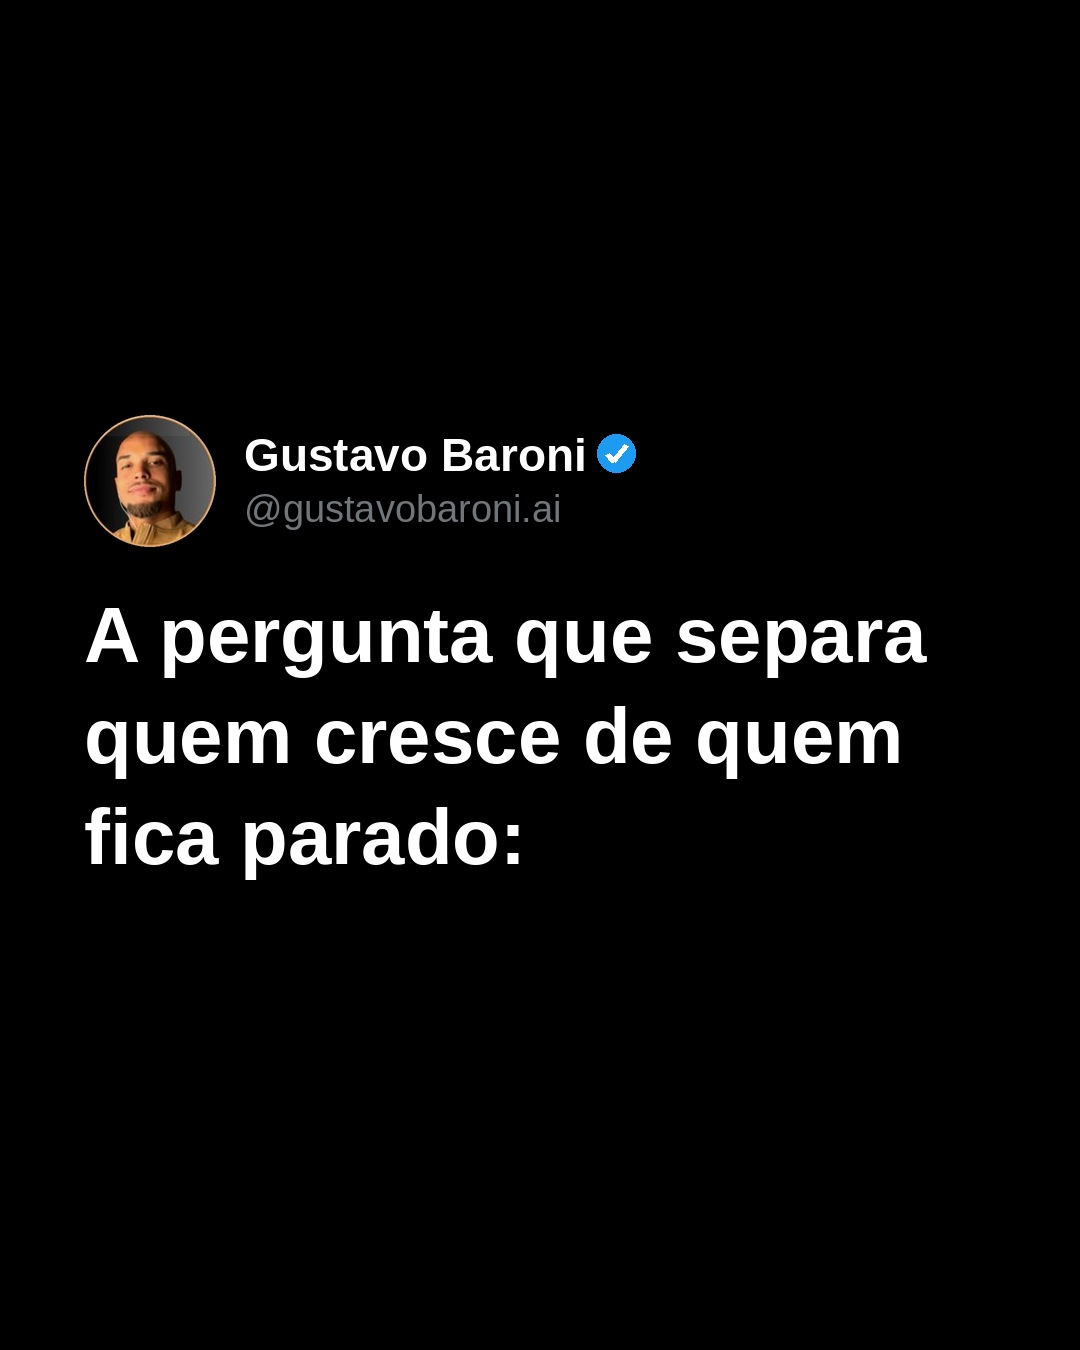 Gustavo Baroni
@gustavobaroni.ai
A pergunta que separa
quem cresce de quem
fica parado: